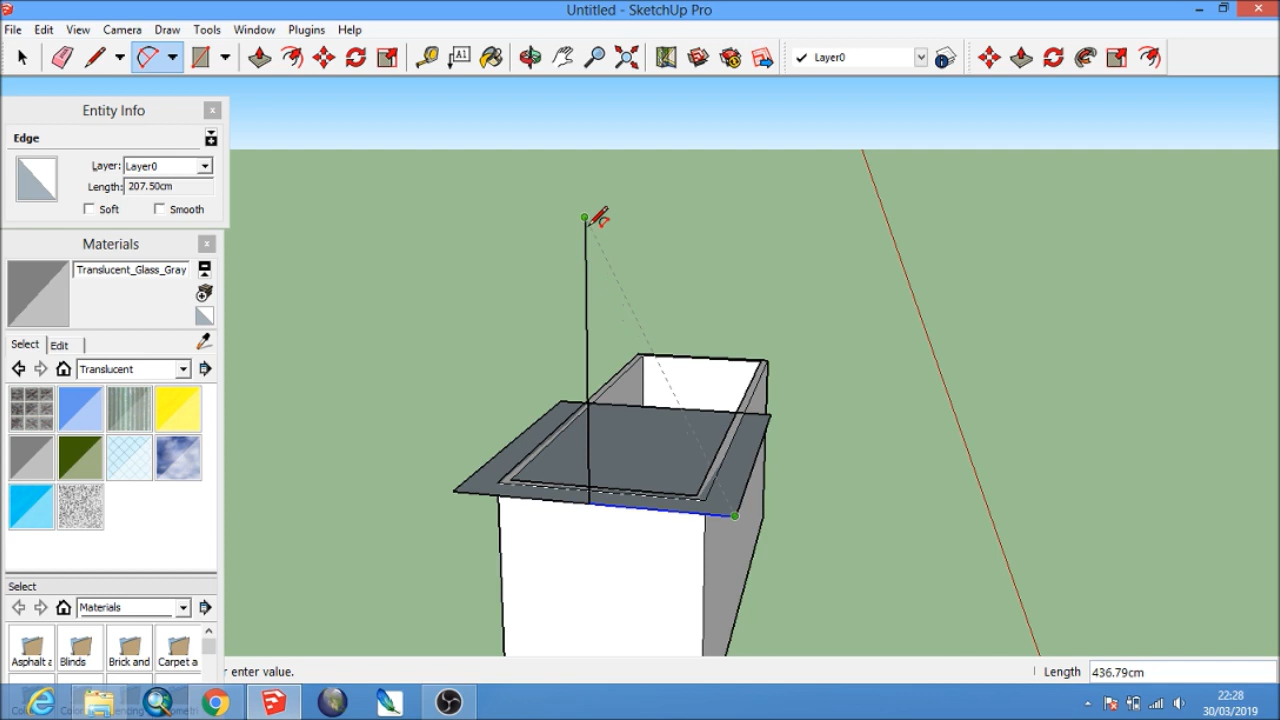 Untitled - SketchUp Pro
File Edit View Camera Draw Tools Window Plugins Help
A1
Layer0
Entity Info
Edge
Layer: Layer0
Length: 207.50cm
Soft Smooth
Materials
Translucent_Glass_Gray
Select Edit
Translucent
Select
Materials
Asphalt a Blinds Brick and Carpet a
r enter value.
Length 436.79cm
22:28
30/03/2019